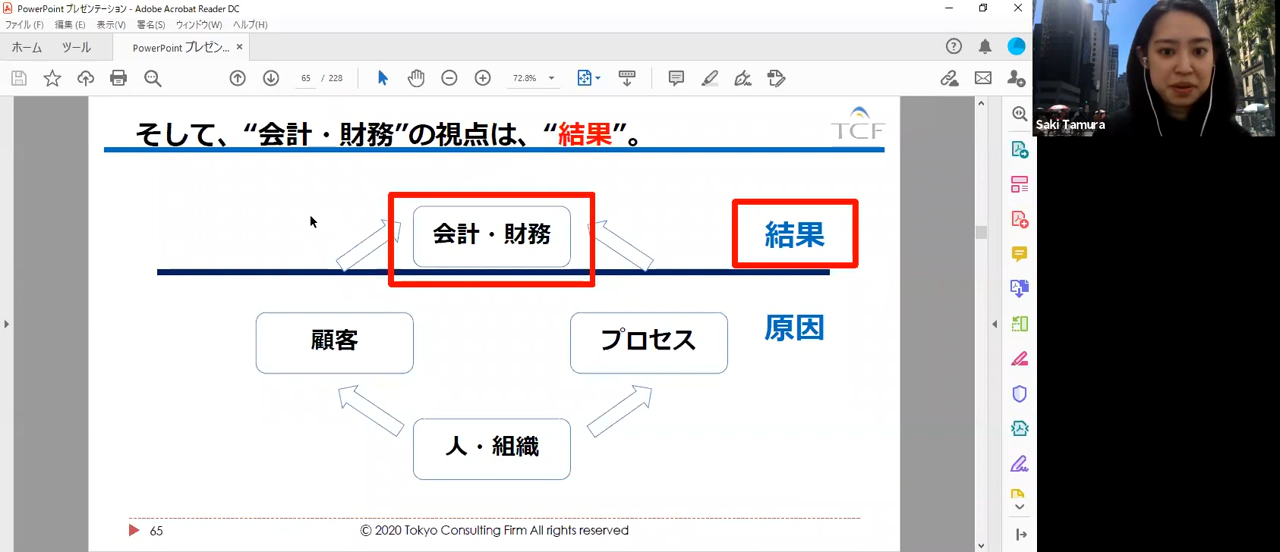 PowerPoint プレゼンテーション - Adobe Acrobat Reader DC
ファイル(F) 編集(E) 表示(V) 署名(S) ウィンドウ(W) ヘルプ(H)
ホーム ツール PowerPoint プレゼン... ×
65 / 228 72.8%
Saki Tamura
そして、“会計・財務”の視点は、“結果”。
TCF
会計・財務
結果
顧客
プロセス
原因
人・組織
65
© 2020 Tokyo Consulting Firm All rights reserved